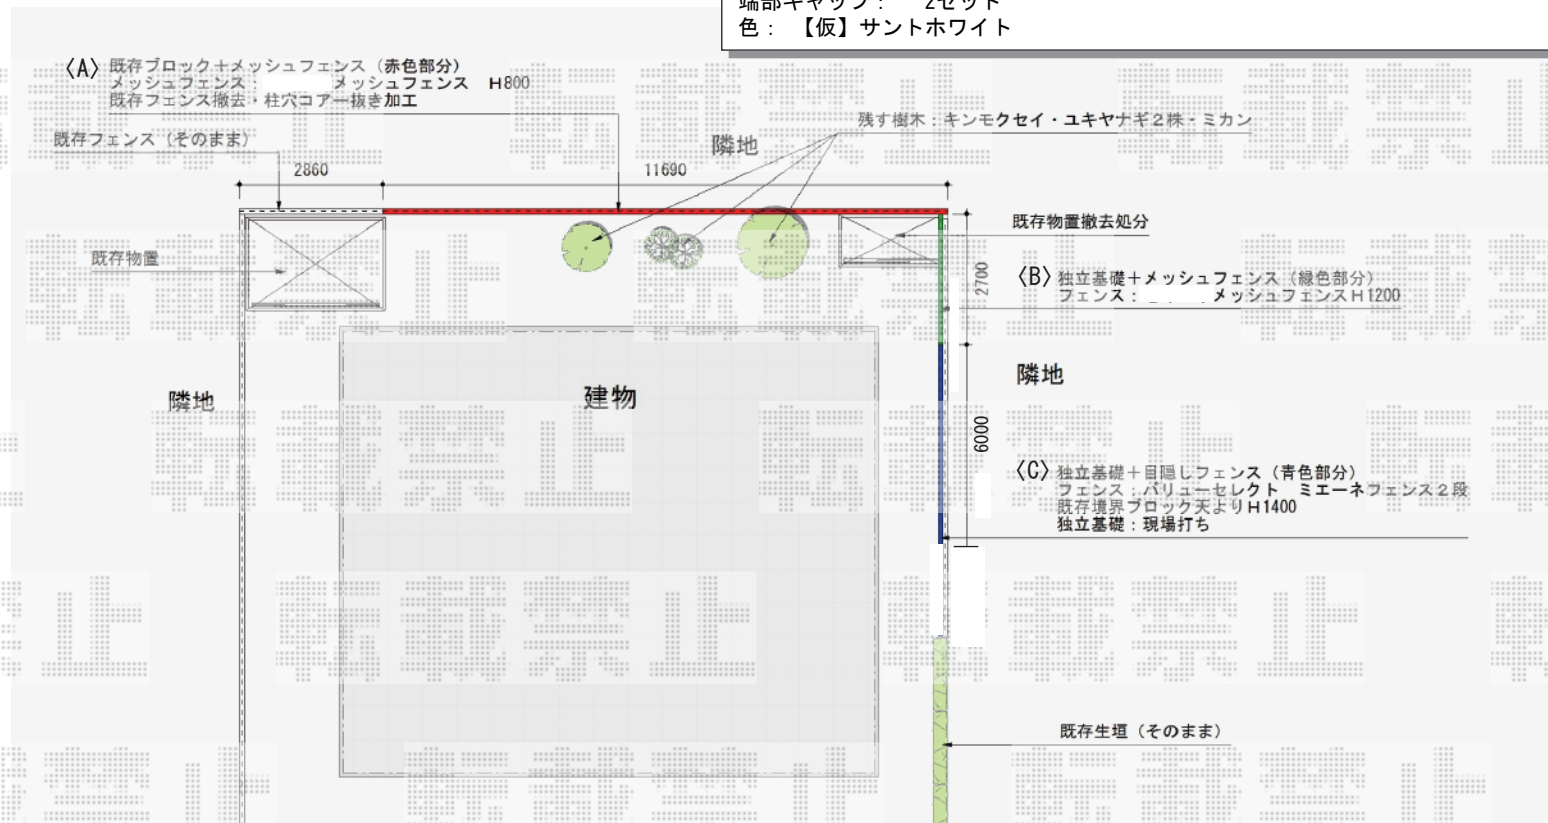 端部キャップ： 2セット
色： 【仮】サントホワイト
〈A〉 既存ブロック＋メッシュフェンス（赤色部分）
メッシュフェンス： メッシュフェンス H800
既存フェンス撤去・柱穴コアー抜き加工
残す樹木：キンモクセイ・ユキヤナギ２株・ミカン
既存フェンス（そのまま）
隣地
2860
11690
既存物置撤去処分
既存物置
2700
〈B〉 独立基礎＋メッシュフェンス（緑色部分）
フェンス： メッシュフェンスH1200
隣地
隣地
建物
6000
〈C〉 独立基礎＋目隠しフェンス（青色部分）
フェンス：バリューセレクト ミエーネフェンス２段
既存境界ブロック天よりH1400
独立基礎：現場打ち
既存生垣（そのまま）
転載禁止